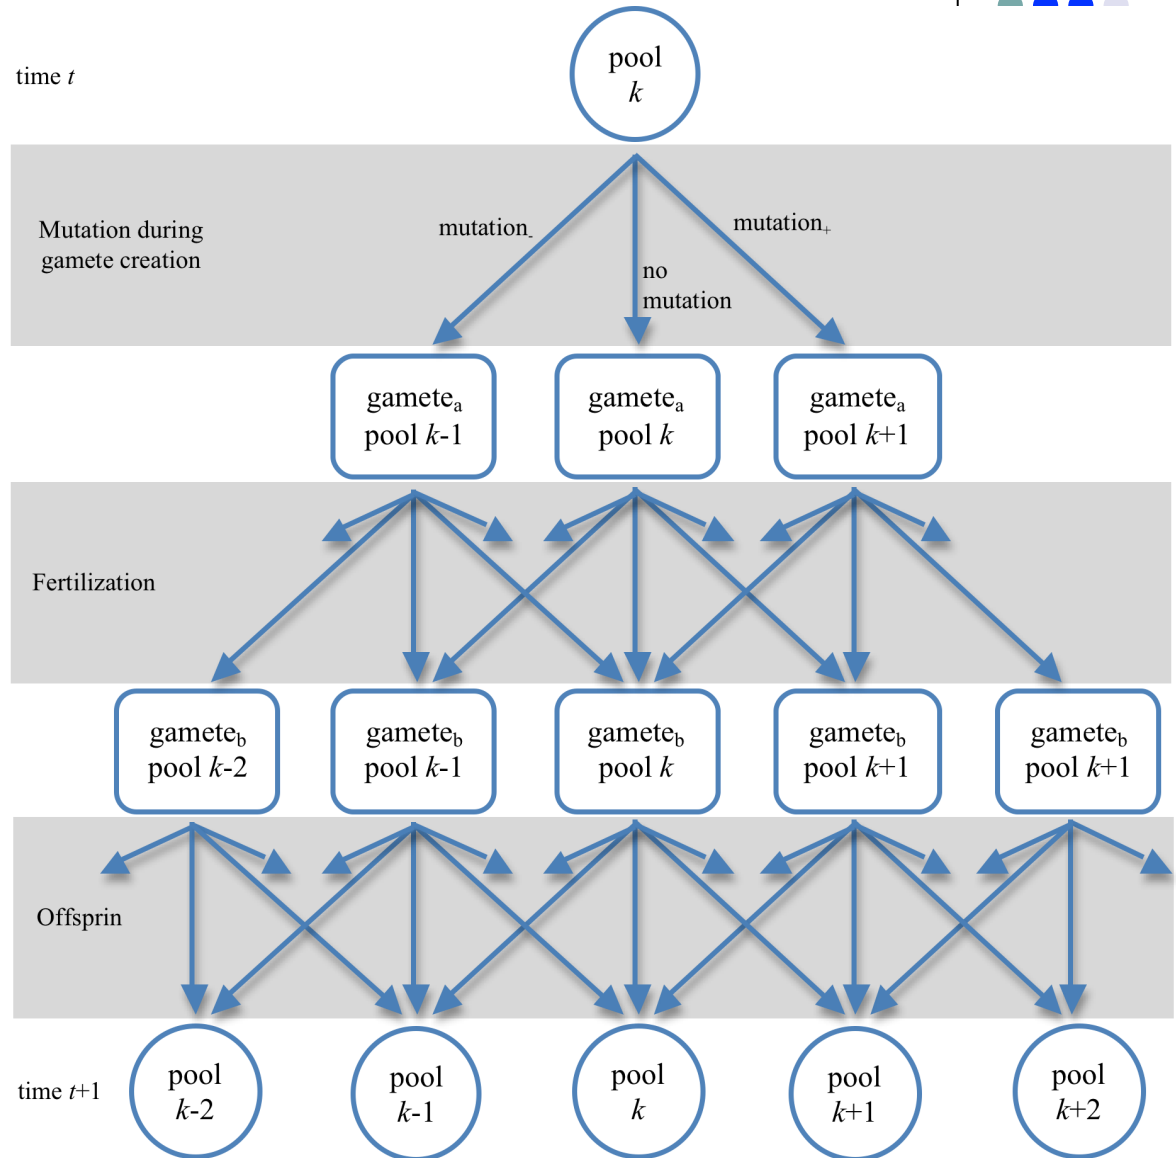 time t
pool
k
Mutation during
gamete creation
mutation-
mutation+
no
mutation
gametea
pool k-1
gametea
pool k
gametea
pool k+1
Fertilization
gameteb
pool k-2
gameteb
pool k-1
gameteb
pool k
gameteb
pool k+1
gameteb
pool k+1
Offsprin
time t+1
pool
k-2
pool
k-1
pool
k
pool
k+1
pool
k+2